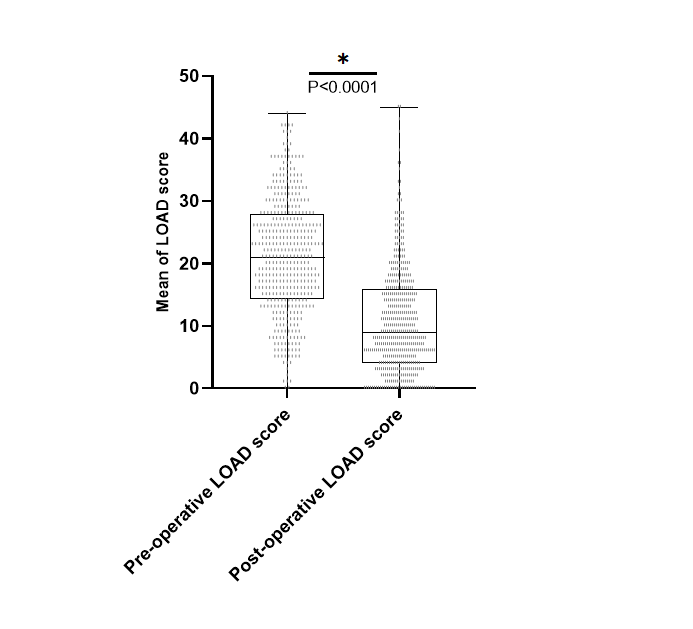 *
P<0.0001
50
40
30
20
10
0
Mean of LOAD score
Pre-operative LOAD score
Post-operative LOAD score